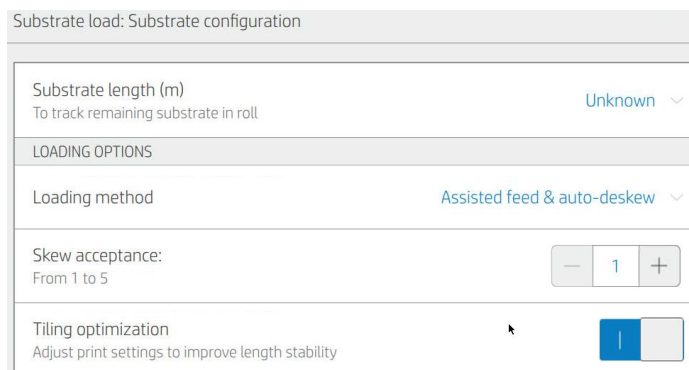 Substrate load: Substrate configuration
Substrate length (m)
To track remaining substrate in roll
Unknown
LOADING OPTIONS
Loading method
Assisted feed & auto-deskew
Skew acceptance:
From 1 to 5
— 1 +
Tiling optimization
Adjust print settings to improve length stability